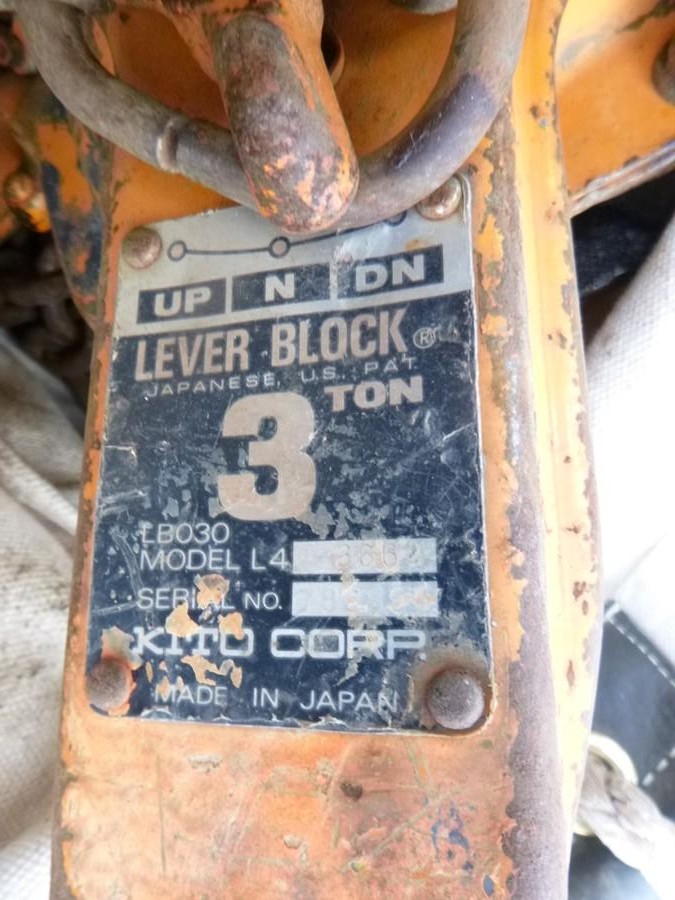 UP N DN
LEVER BLOCK ®
JAPANESE, U.S. PAT.
3 TON
LB030
MODEL L4
SERIAL NO.
KITO CORP.
MADE IN JAPAN